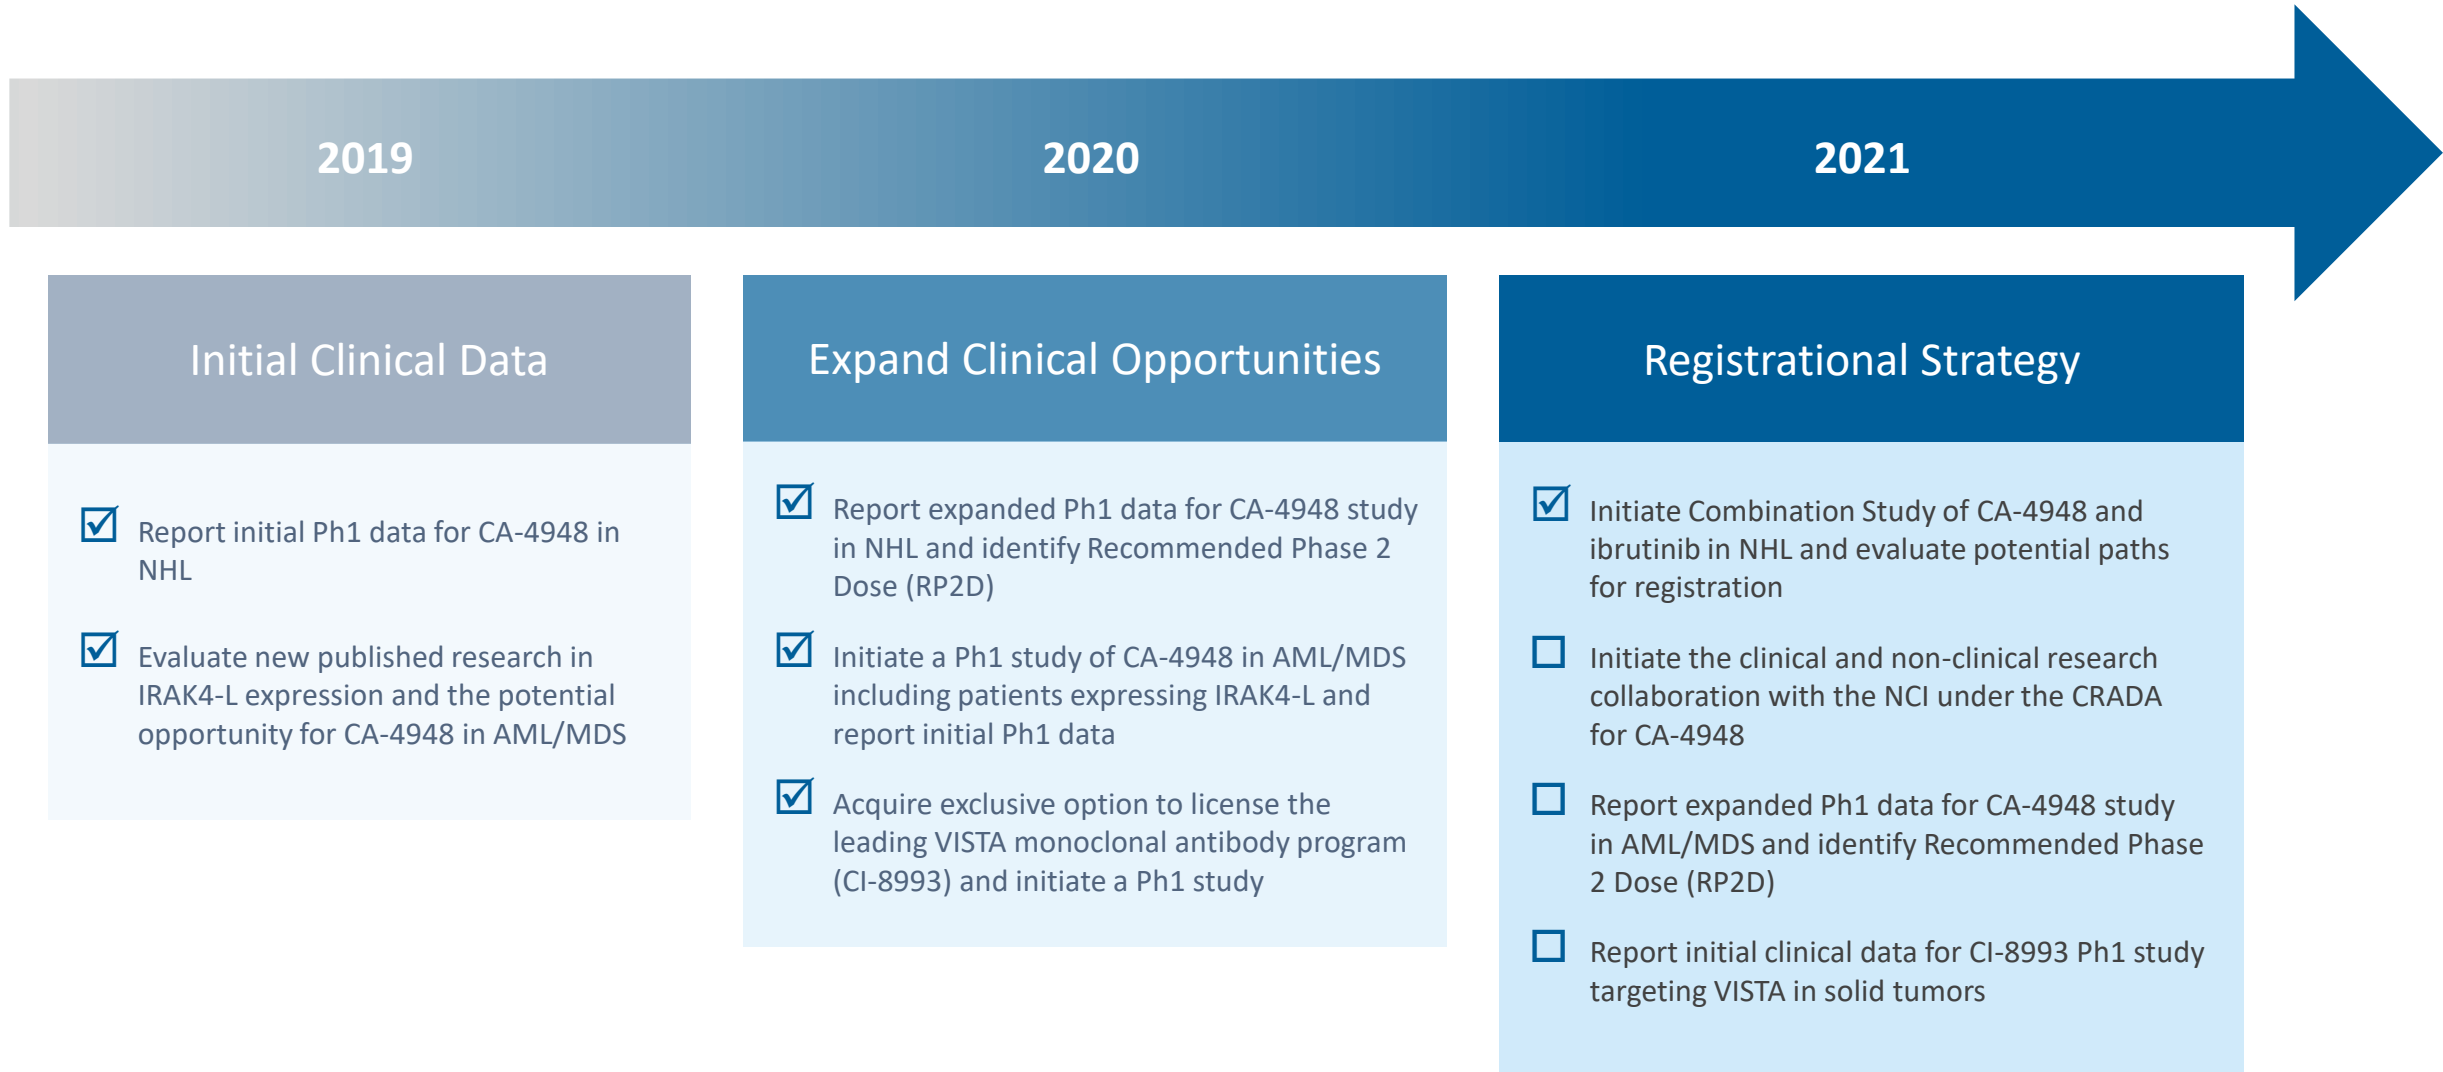 2019
2020
2021
Initial Clinical Data
Report initial Ph1 data for CA-4948 in
NHL
Evaluate new published research in
IRAK4-L expression and the potential
opportunity for CA-4948 in AML/MDS
Expand Clinical Opportunities
Report expanded Ph1 data for CA-4948 study
in NHL and identify Recommended Phase 2
Dose (RP2D)
Initiate a Ph1 study of CA-4948 in AML/MDS
including patients expressing IRAK4-L and
report initial Ph1 data
Acquire exclusive option to license the
leading VISTA monoclonal antibody program
(CI-8993) and initiate a Ph1 study
Registrational Strategy
Initiate Combination Study of CA-4948 and
ibrutinib in NHL and evaluate potential paths
for registration
Initiate the clinical and non-clinical research
collaboration with the NCI under the CRADA
for CA-4948
Report expanded Ph1 data for CA-4948 study
in AML/MDS and identify Recommended Phase
2 Dose (RP2D)
Report initial clinical data for CI-8993 Ph1 study
targeting VISTA in solid tumors